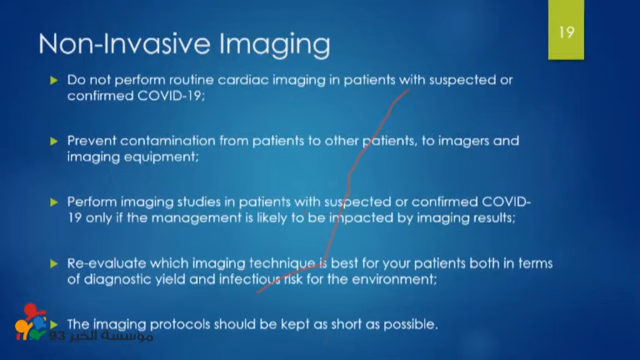 19
Non-Invasive Imaging
Do not perform routine cardiac imaging in patients with suspected or
confirmed COVID-19;
Prevent contamination from patients to other patients, to imagers and
imaging equipment;
Perform imaging studies in patients with suspected or confirmed COVID-
19 only if the management is likely to be impacted by imaging results;
Re-evaluate which imaging technique is best for your patients both in terms
of diagnostic yield and infectious risk for the environment;
The imaging protocols should be kept as short as possible.
مؤسسة الخير 93